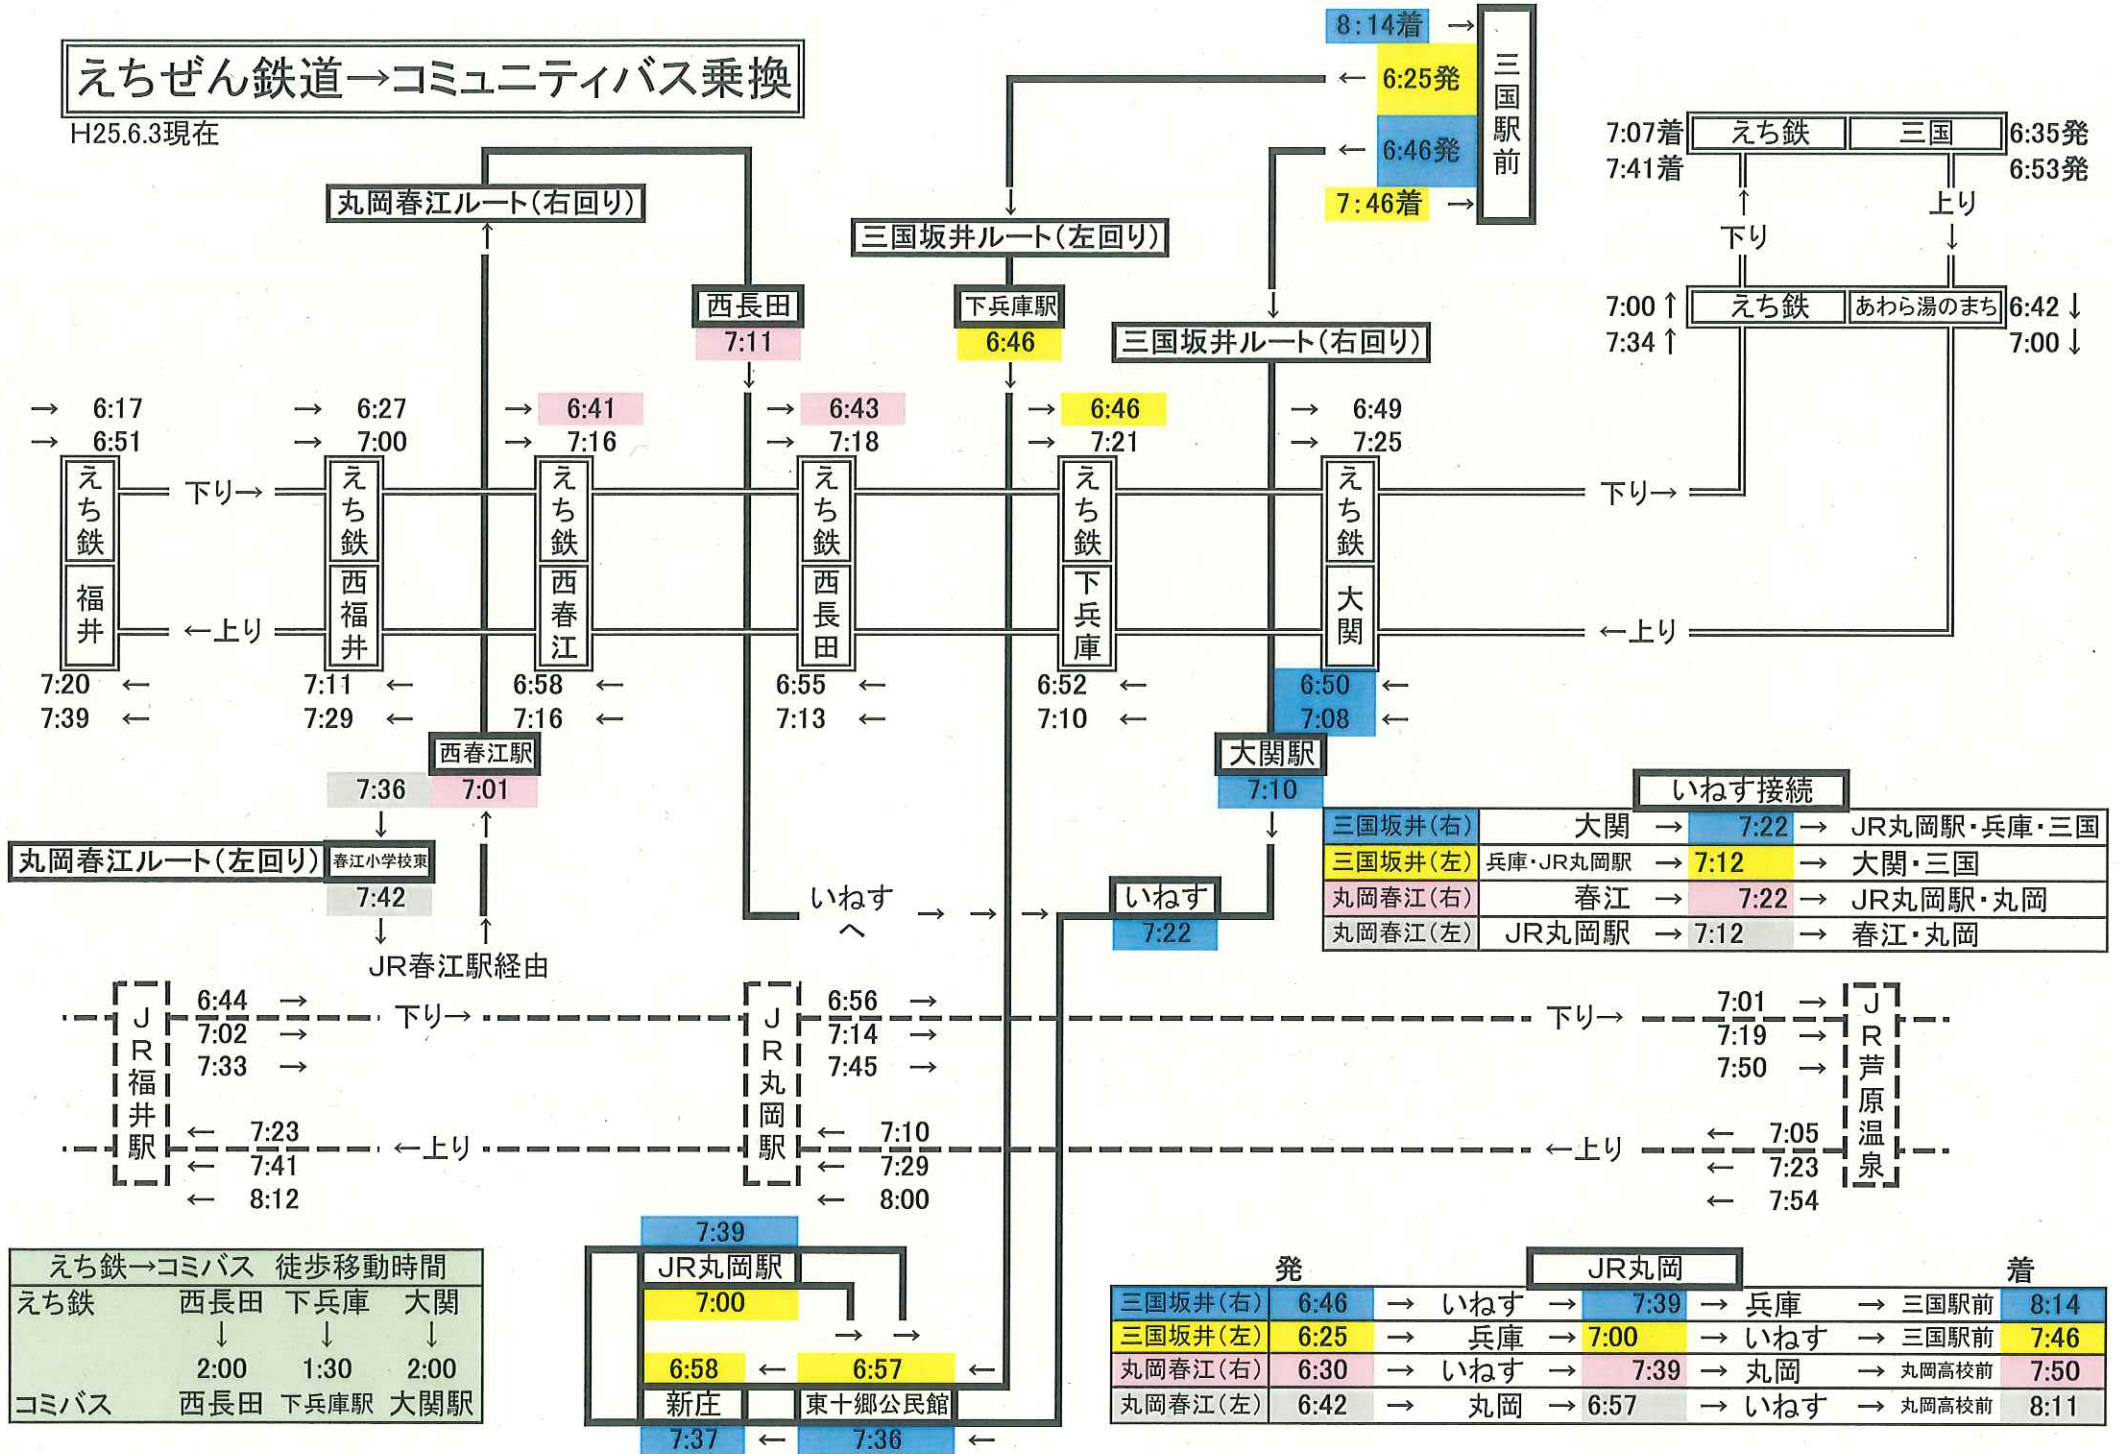 えちぜん鉄道→コミュニティバス乗換
H25.6.3現在
8:14着 →
← 6:25発
← 6:46発
7:46着 →
三国駅前
7:07着 えち鉄 三国 6:35発
7:41着 6:53発
↑ 上り
下り ↓
7:00↑ えち鉄 あわら湯のまち 6:42↓
7:34↑ 7:00↓
丸岡春江ルート(右回り)
↑
↓
三国坂井ルート(左回り)
西長田
7:11
↓
下兵庫駅
6:46
↓
↓
三国坂井ルート(右回り)
→ 6:17 → 6:27 → 6:41 → 6:43 → 6:46 → 6:49
→ 6:51 → 7:00 → 7:16 → 7:18 → 7:21 → 7:25
えち鉄 えち鉄 えち鉄 えち鉄 えち鉄 えち鉄
下り→ 下り→
福井 西福井 西春江 西長田 下兵庫 大関
←上り ←上り
7:20 ← 7:11 ← 6:58 ← 6:55 ← 6:52 ← 6:50 ←
7:39 ← 7:29 ← 7:16 ← 7:13 ← 7:10 ← 7:08 ←
西春江駅
7:36 7:01
↓ ↑
丸岡春江ルート(左回り) 春江小学校東
7:42
↓ ↑
JR春江駅経由
大関駅
7:10
↓
いねす
へ → → →
いねす
7:22
いねす接続
三国坂井(右) 大関 → 7:22 → JR丸岡駅・兵庫・三国
三国坂井(左) 兵庫・JR丸岡駅 → 7:12 → 大関・三国
丸岡春江(右) 春江 → 7:22 → JR丸岡駅・丸岡
丸岡春江(左) JR丸岡駅 → 7:12 → 春江・丸岡
JR福井駅
6:44 →
7:02 →
7:33 →
下り→
← 7:23
← 7:41
← 8:12
←上り
JR丸岡駅
6:56 →
7:14 →
7:45 →
← 7:10
← 7:29
← 8:00
下り→
←上り
7:01 →
7:19 →
7:50 →
← 7:05
← 7:23
← 7:54
JR芦原温泉
えち鉄→コミバス 徒歩移動時間
えち鉄 西長田 下兵庫 大関
↓ ↓ ↓
2:00 1:30 2:00
コミバス 西長田 下兵庫駅 大関駅
7:39
JR丸岡駅
7:00
→ →
6:58 ← 6:57 ←
新庄 東十郷公民館
7:37 ← 7:36 ←
発 JR丸岡 着
三国坂井(右) 6:46 → いねす → 7:39 → 兵庫 → 三国駅前 8:14
三国坂井(左) 6:25 → 兵庫 → 7:00 → いねす → 三国駅前 7:46
丸岡春江(右) 6:30 → いねす → 7:39 → 丸岡 → 丸岡高校前 7:50
丸岡春江(左) 6:42 → 丸岡 → 6:57 → いねす → 丸岡高校前 8:11